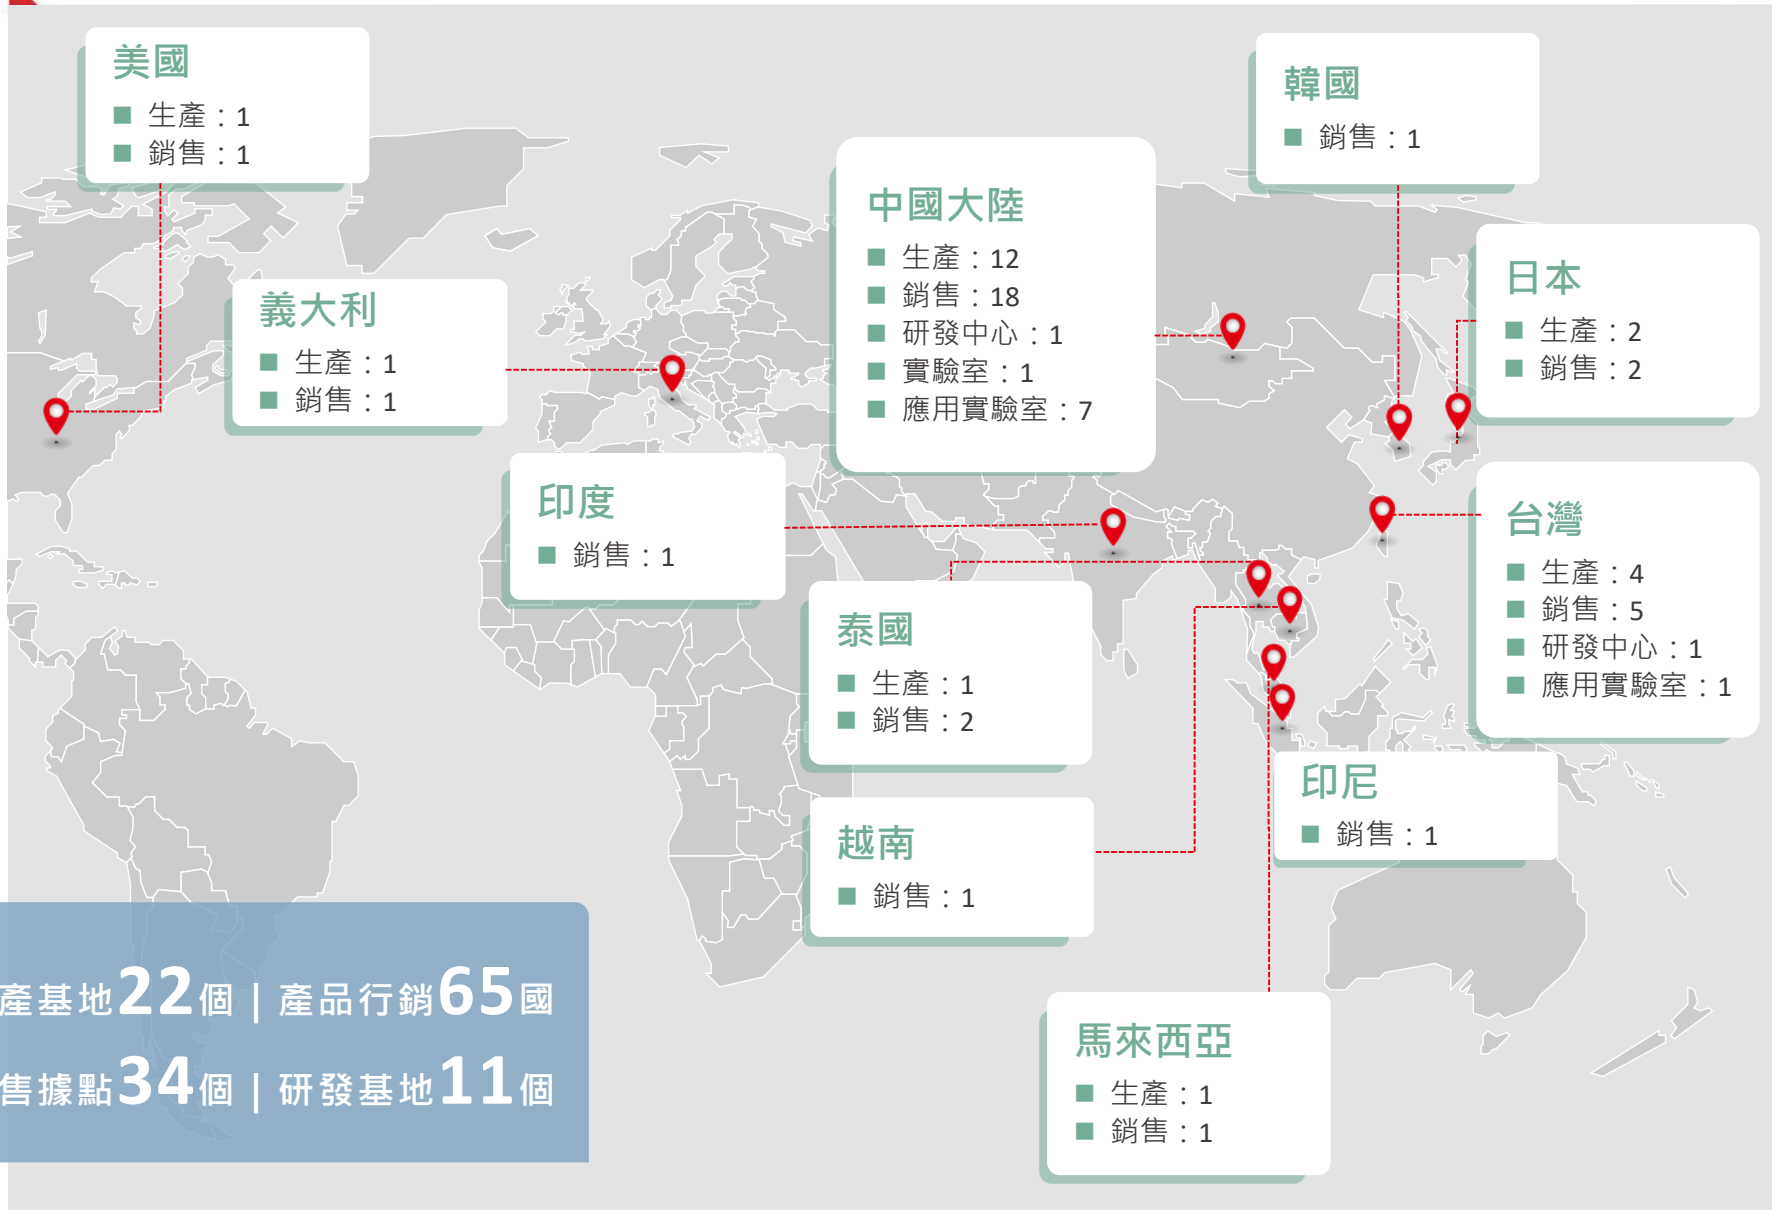 美國
■ 生產：1
■ 銷售：1
韓國
■ 銷售：1
中國大陸
■ 生產：12
■ 銷售：18
■ 研發中心：1
■ 實驗室：1
■ 應用實驗室：7
日本
■ 生產：2
■ 銷售：2
義大利
■ 生產：1
■ 銷售：1
印度
■ 銷售：1
台灣
■ 生產：4
■ 銷售：5
■ 研發中心：1
■ 應用實驗室：1
泰國
■ 生產：1
■ 銷售：2
印尼
■ 銷售：1
越南
■ 銷售：1
產基地22個 | 產品行銷65國
售據點34個 | 研發基地11個
馬來西亞
■ 生產：1
■ 銷售：1